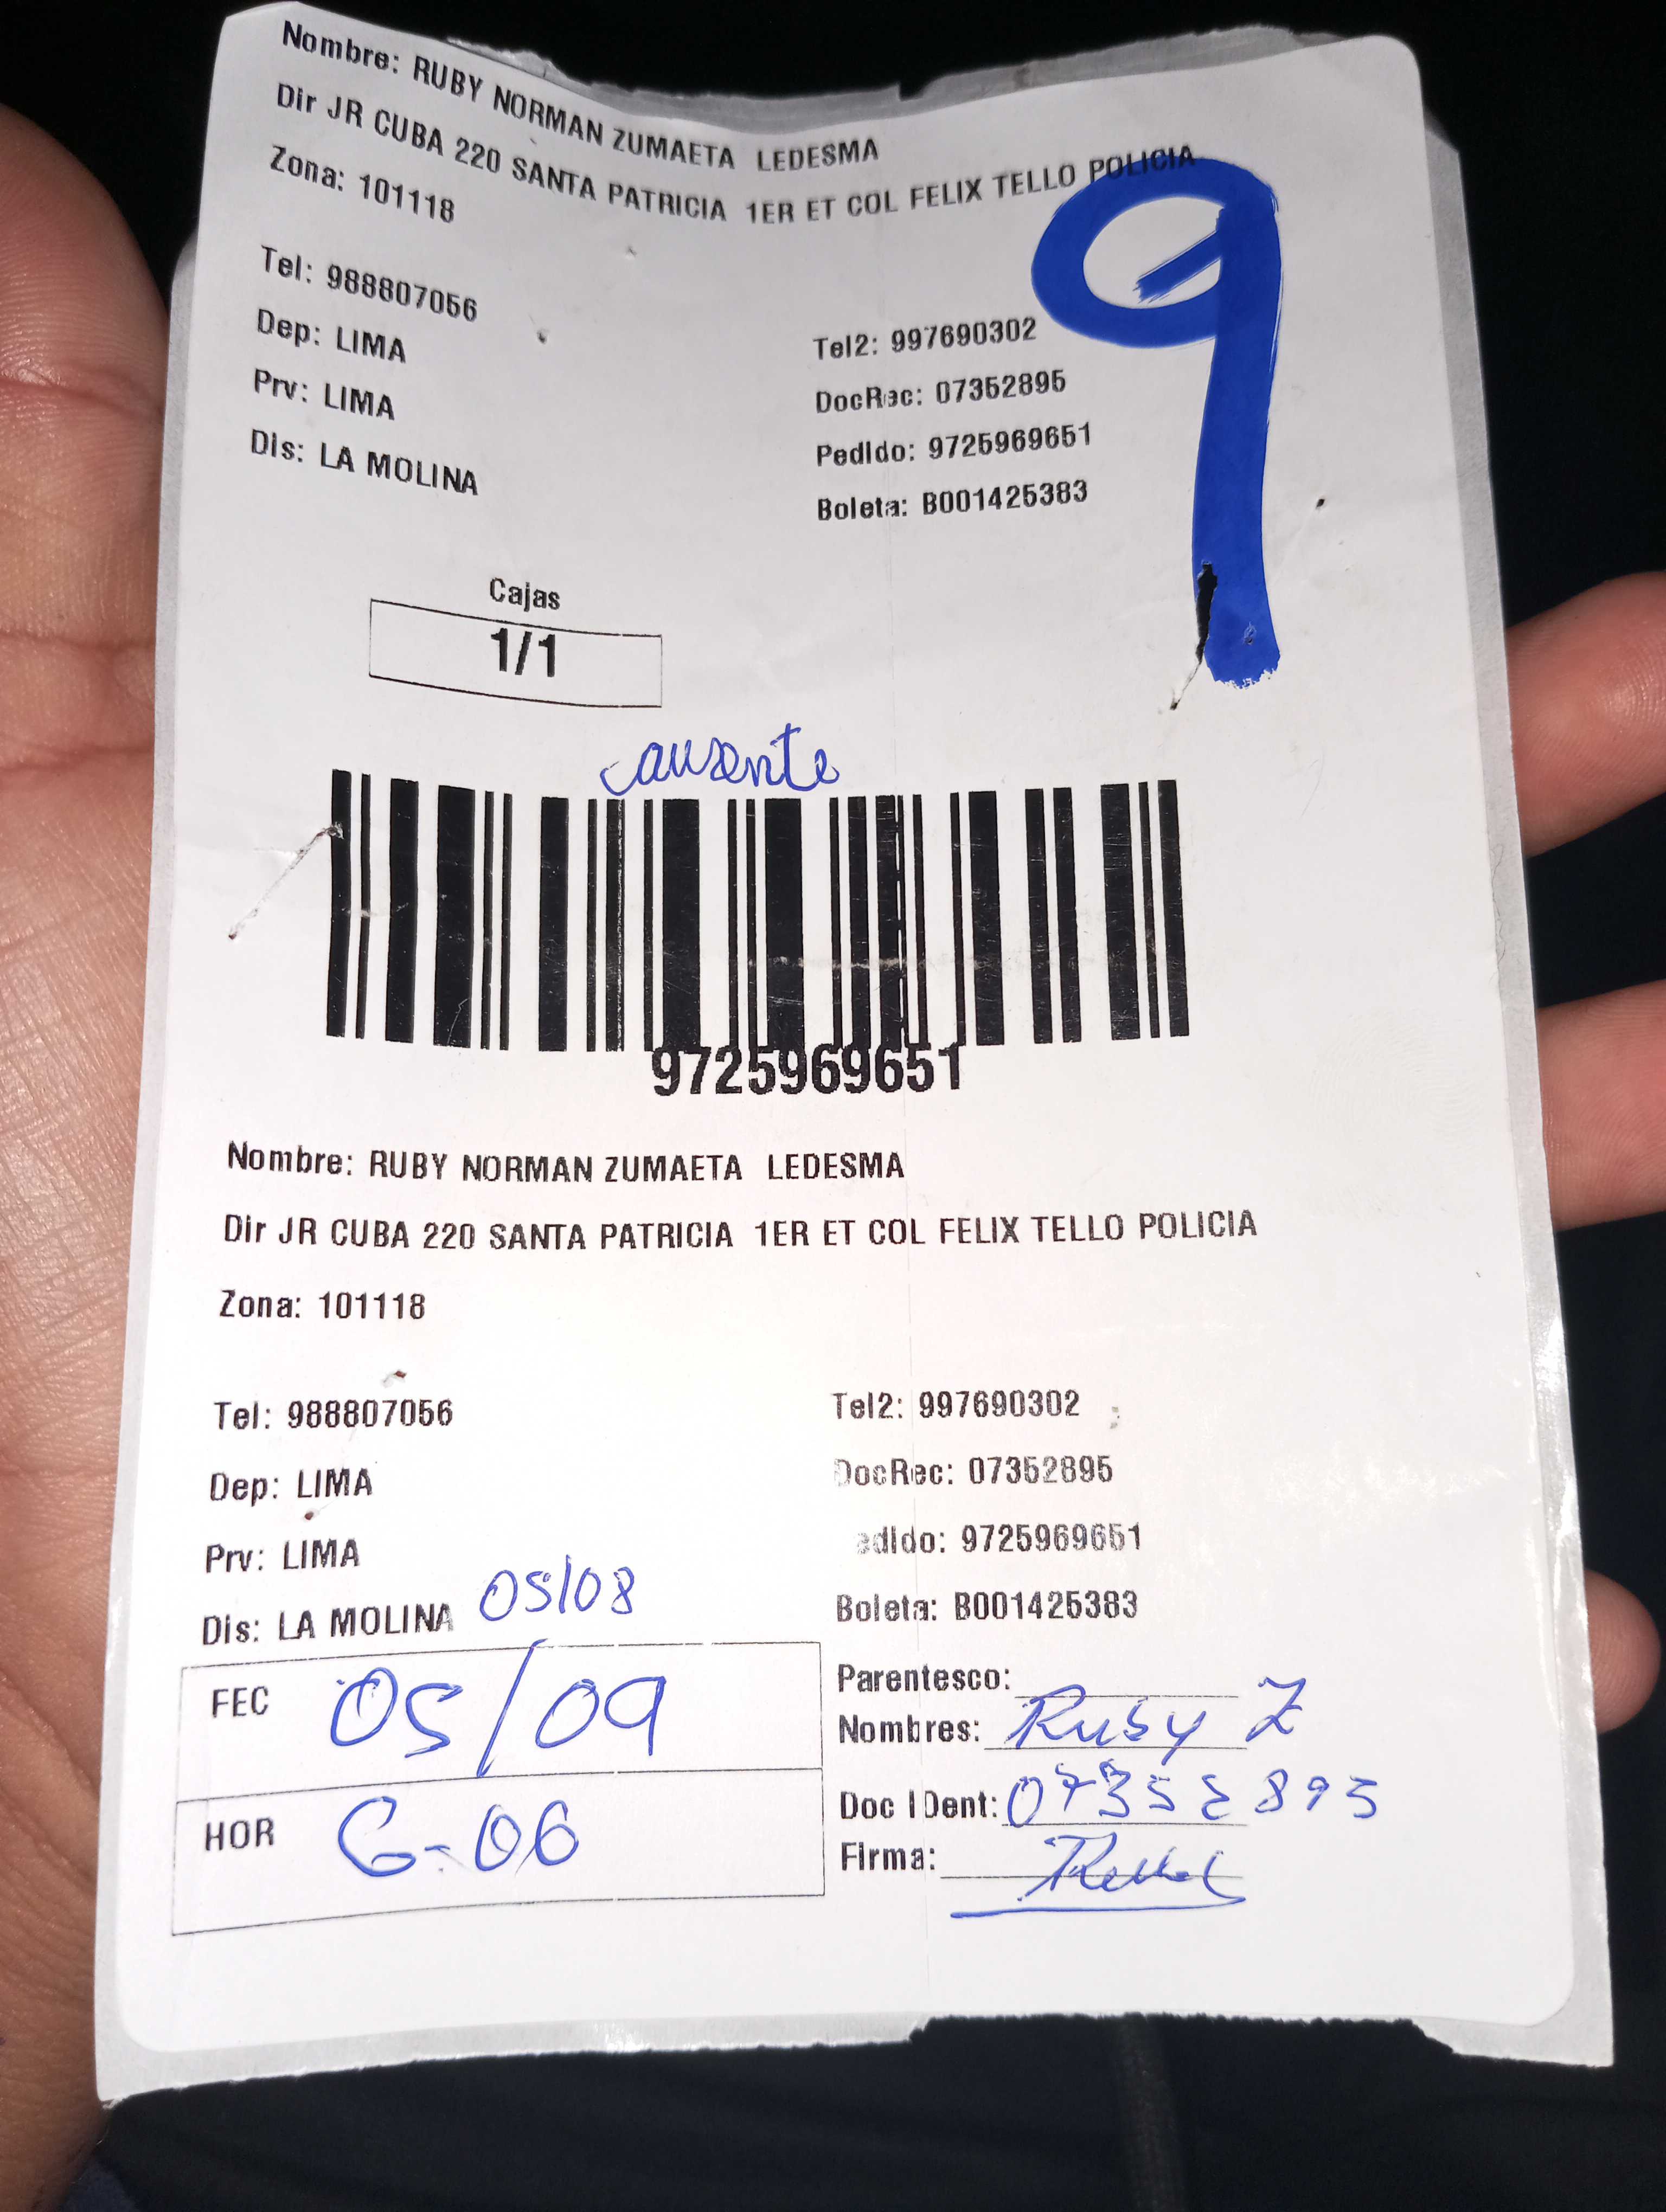 Nombre: RUBY NORMAN ZUMAETA LEDESMA
Dir JR CUBA 220 SANTA PATRICIA 1ER ET COL FELIX TELLO POLICIA
Zona: 101118
9
Tel: 988807056
Tel2: 997690302
Dep: LIMA
DocRec: 07352895
Prv: LIMA
Pedido: 9725969651
Dis: LA MOLINA
Boleta: B001425383
Cajas
1/1
ausente
9725969651
Nombre: RUBY NORMAN ZUMAETA LEDESMA
Dir JR CUBA 220 SANTA PATRICIA 1ER ET COL FELIX TELLO POLICIA
Zona: 101118
Tel: 988807056
Tel2: 997690302
Dep: LIMA
DocRec: 07352895
Prv: LIMA
edido: 9725969651
Dis: LA MOLINA 05/08
Boleta: B001425383
FEC 05/09
HOR 6-06
Parentesco:
Nombres: Ruby Z
Doc IDent: 07352895
Firma: